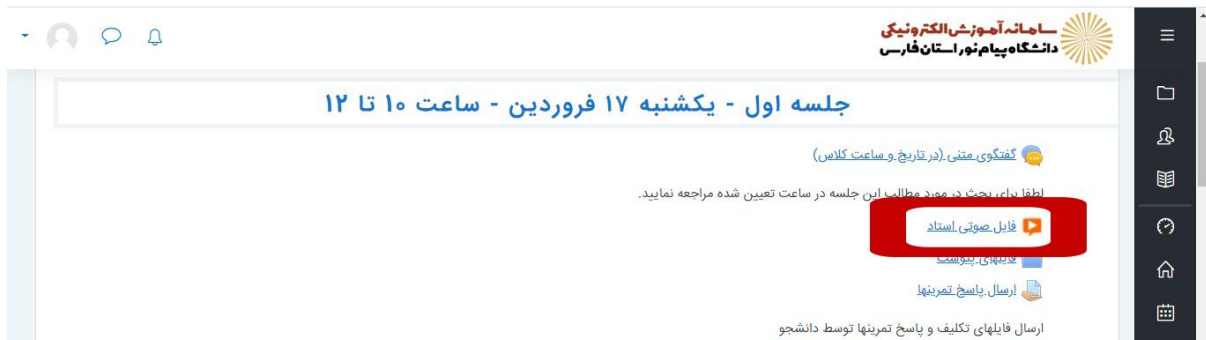 سامانه آموزش الکترونیکی
دانشگاه پیام نور استان فارس
جلسه اول - یکشنبه ۱۷ فروردین - ساعت ۱۰ تا ۱۲
گفتگوی متنی (در تاریخ و ساعت کلاس)
لطفا برای بحث در مورد مطالب این جلسه در ساعت تعیین شده مراجعه نمایید.
فایل صوتی استاد
فایلهای پیوست
ارسال پاسخ تمرینها
ارسال فایلهای تکلیف و پاسخ تمرینها توسط دانشجو